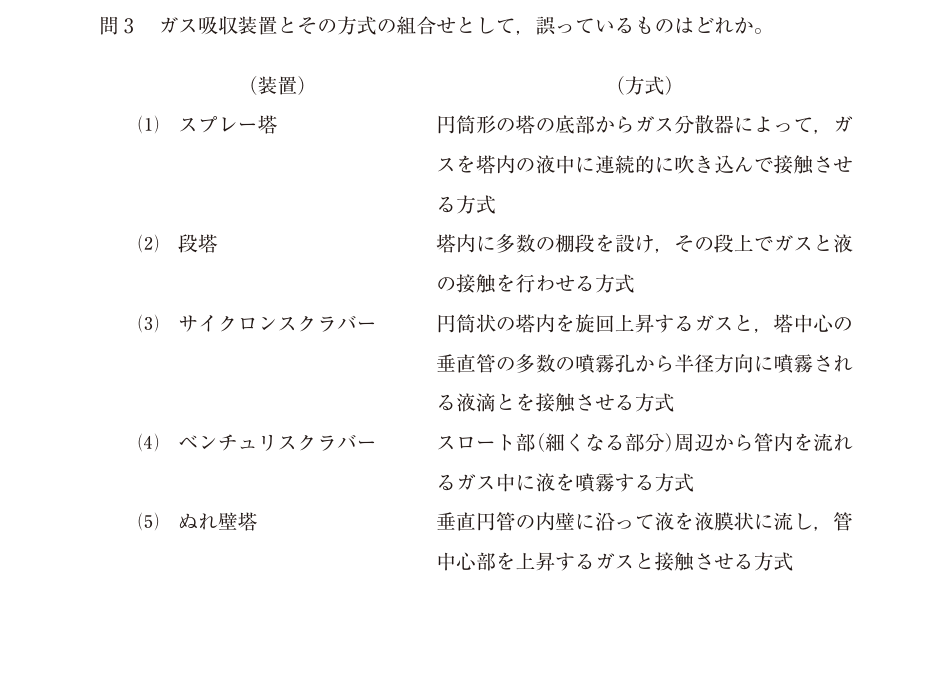 問3　ガス吸収装置とその方式の組合せとして，誤っているものはどれか。
（装置）　（方式）
⑴　スプレー塔　円筒形の塔の底部からガス分散器によって，ガ
スを塔内の液中に連続的に吹き込んで接触させ
る方式
⑵　段塔　塔内に多数の棚段を設け，その段上でガスと液
の接触を行わせる方式
⑶　サイクロンスクラバー　円筒状の塔内を旋回上昇するガスと，塔中心の
垂直管の多数の噴霧孔から半径方向に噴霧され
る液滴とを接触させる方式
⑷　ベンチュリスクラバー　スロート部(細くなる部分)周辺から管内を流れ
るガス中に液を噴霧する方式
⑸　ぬれ壁塔　垂直円管の内壁に沿って液を液膜状に流し，管
中心部を上昇するガスと接触させる方式